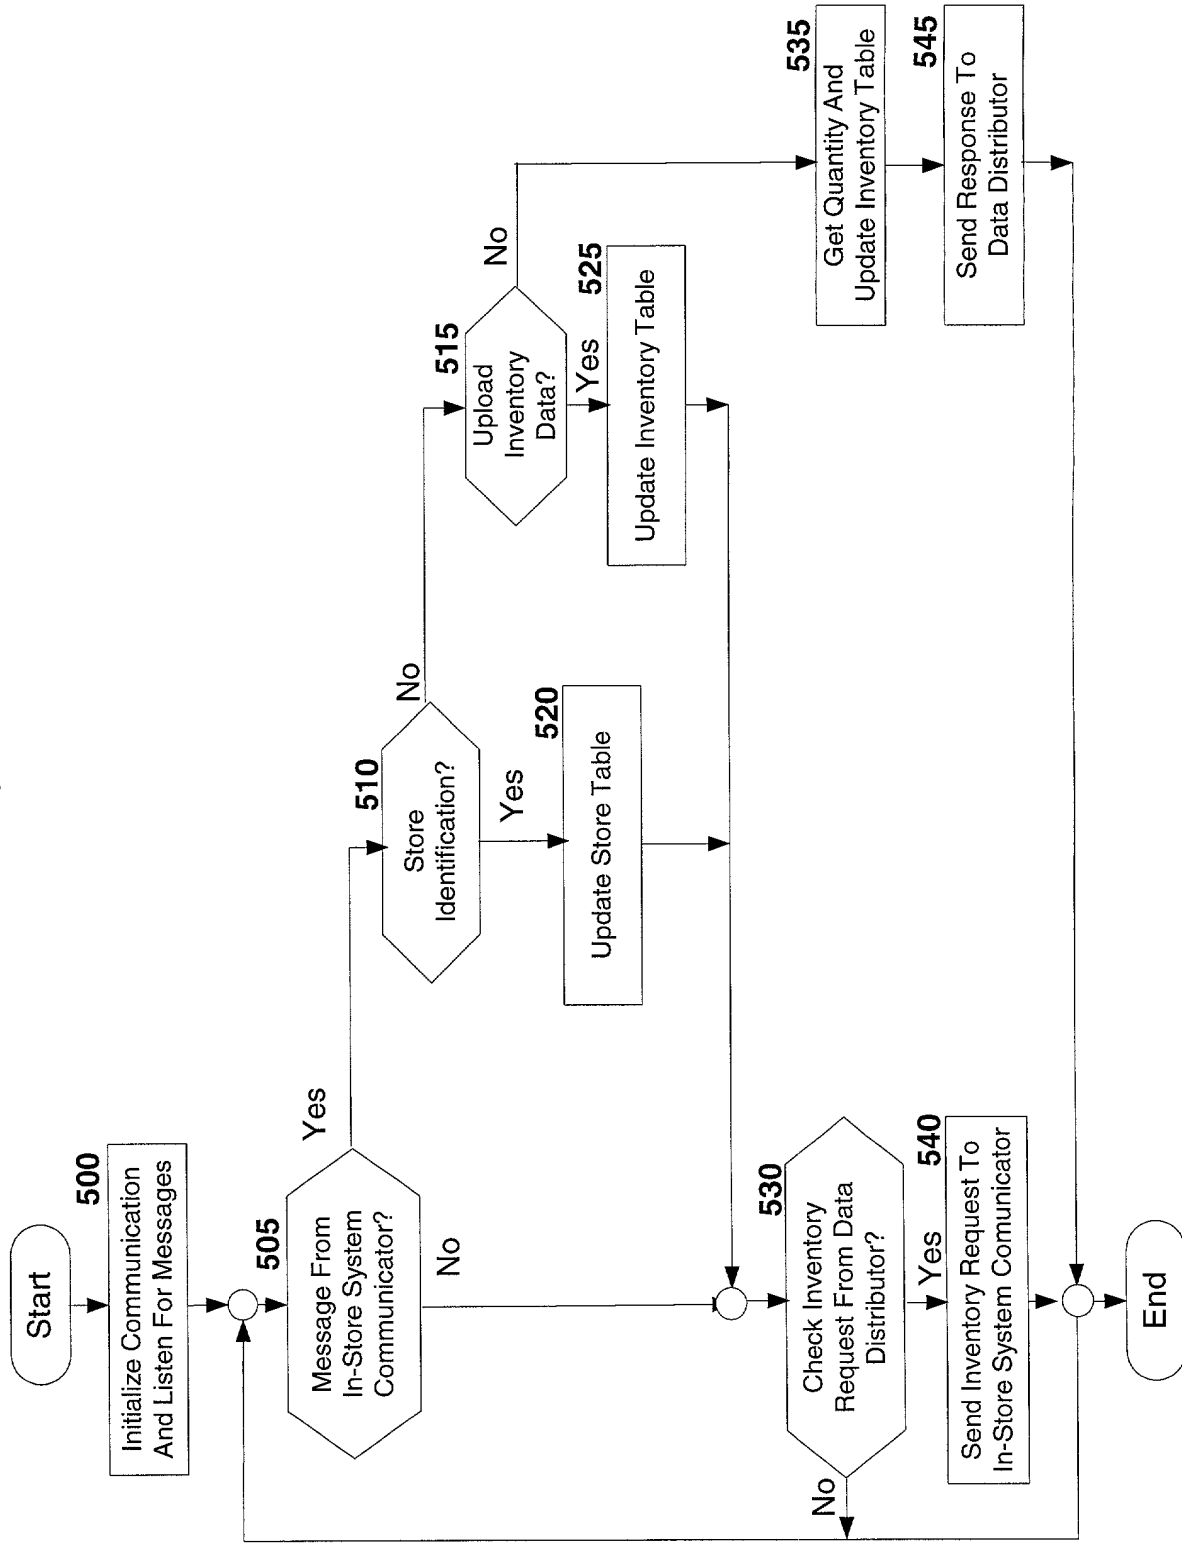 Start
500
Initialize Communication
And Listen For Messages
505
Message From
In-Store System
Communicator?
Yes
No
510
Store
Identification?
No
Yes
515
Upload
Inventory
Data?
No
Yes
520
Update Store Table
525
Update Inventory Table
530
Check Inventory
Request From Data
Distributor?
No
Yes
535
Get Quantity And
Update Inventory Table
540
Send Inventory Request To
In-Store System Comunicator
545
Send Response To
Data Distributor
End